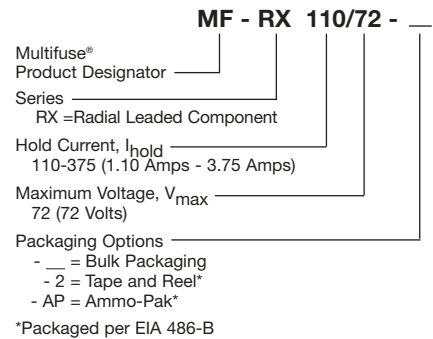 MF - RX 110/72 - __
Multifuse®
Product Designator
Series
RX =Radial Leaded Component
Hold Current, Ihold
110-375 (1.10 Amps - 3.75 Amps)
Maximum Voltage, Vmax
72 (72 Volts)
Packaging Options
- __ = Bulk Packaging
- 2 = Tape and Reel*
- AP = Ammo-Pak*
*Packaged per EIA 486-B